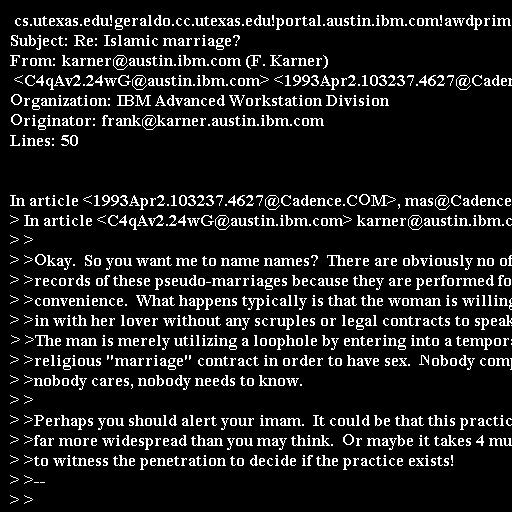 cs.utexas.edu!geraldo.cc.utexas.edu!portal.austin.ibm.com!awdprim
Subject: Re: Islamic marriage?
From: karner@austin.ibm.com (F. Karner)
<C4qAv2.24wG@austin.ibm.com> <1993Apr2.103237.4627@Caden
Organization: IBM Advanced Workstation Division
Originator: frank@karner.austin.ibm.com
Lines: 50
In article <1993Apr2.103237.4627@Cadence.COM>, mas@Cadence
> In article <C4qAv2.24wG@austin.ibm.com> karner@austin.ibm.c
> >
> >Okay.  So you want me to name names?  There are obviously no of
> >records of these pseudo-marriages because they are performed fo
> >convenience.  What happens typically is that the woman is willing
> >in with her lover without any scruples or legal contracts to speak
> >The man is merely utilizing a loophole by entering into a tempor
> >religious "marriage" contract in order to have sex.  Nobody comp
> >nobody cares, nobody needs to know.
> >
> >Perhaps you should alert your imam.  It could be that this practic
> >far more widespread than you may think.  Or maybe it takes 4 mu
> >to witness the penetration to decide if the practice exists!
> >--
> >